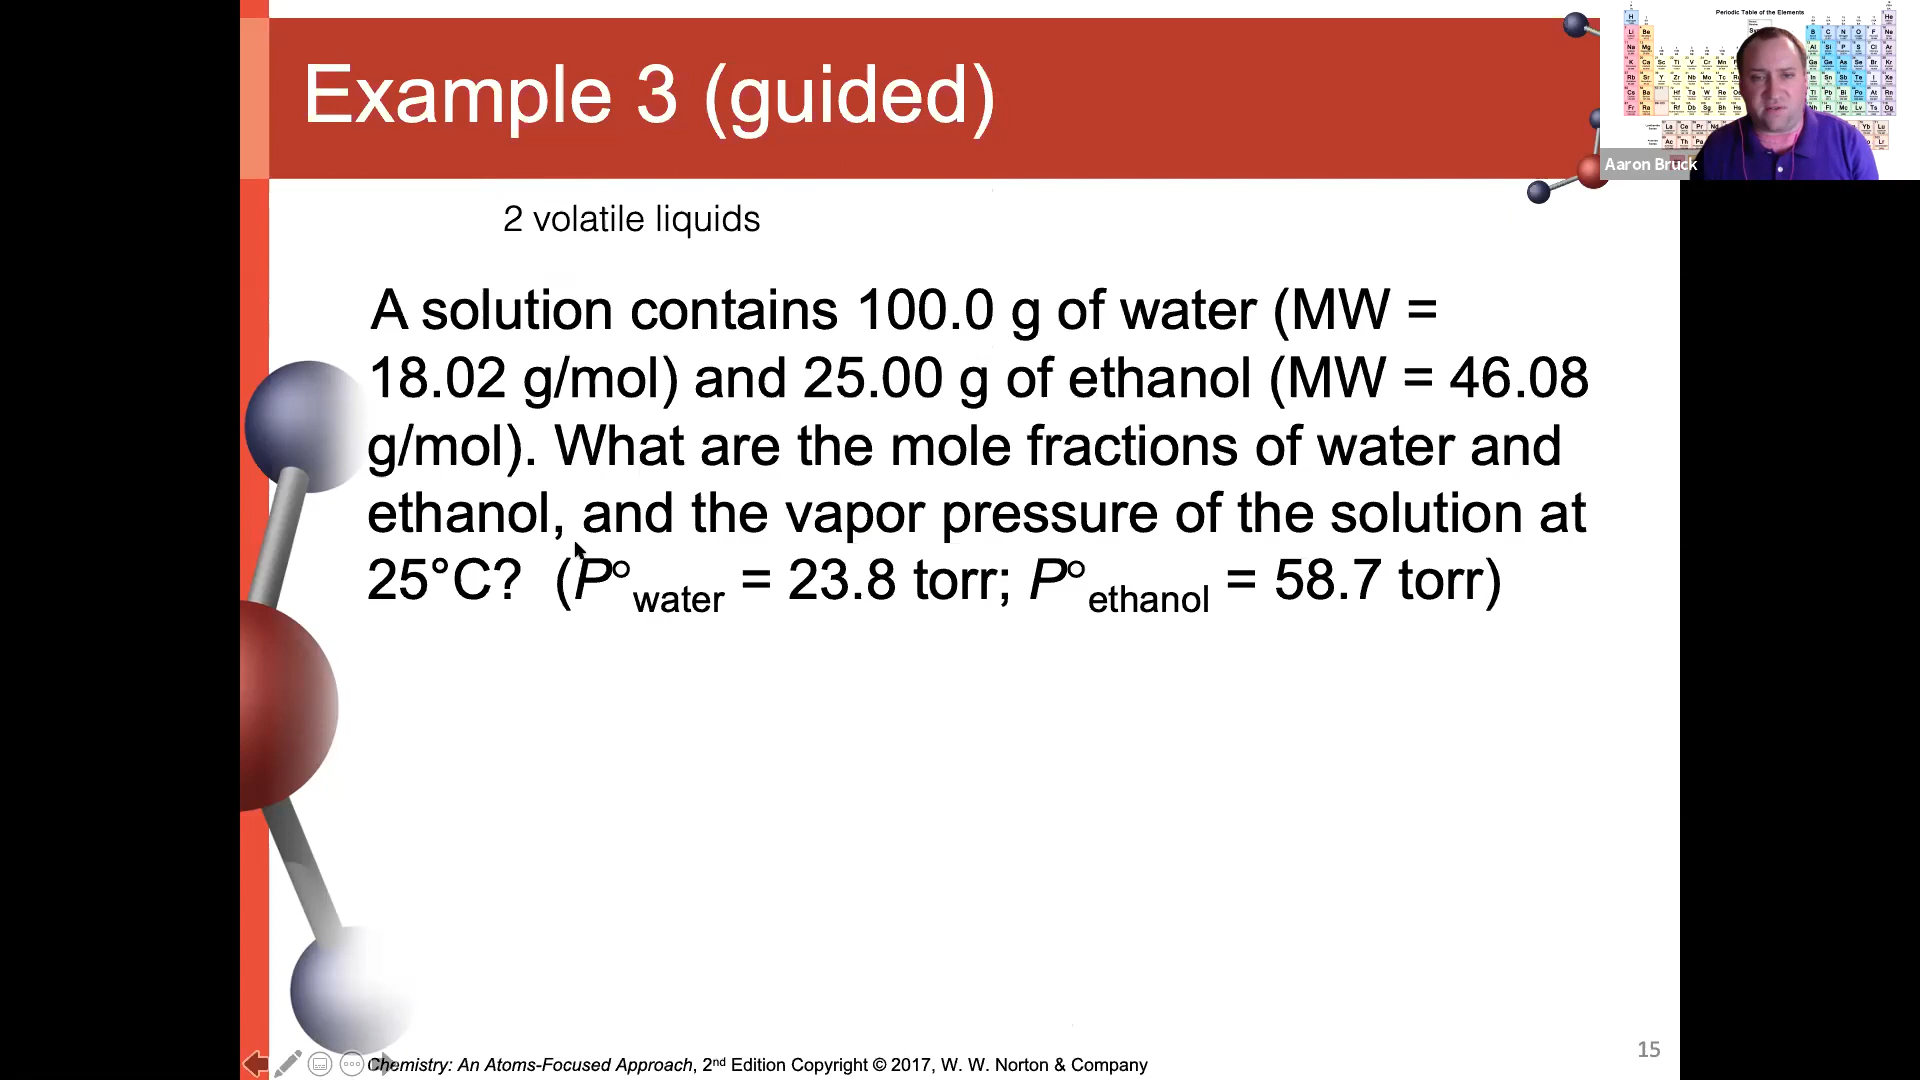 Example 3 (guided)
Periodic Table of the Elements
Aaron Bruck
2 volatile liquids
A solution contains 100.0 g of water (MW =
18.02 g/mol) and 25.00 g of ethanol (MW = 46.08
g/mol). What are the mole fractions of water and
ethanol, and the vapor pressure of the solution at
25°C? (P°water = 23.8 torr; P°ethanol = 58.7 torr)
Chemistry: An Atoms-Focused Approach, 2nd Edition Copyright © 2017, W. W. Norton & Company
15